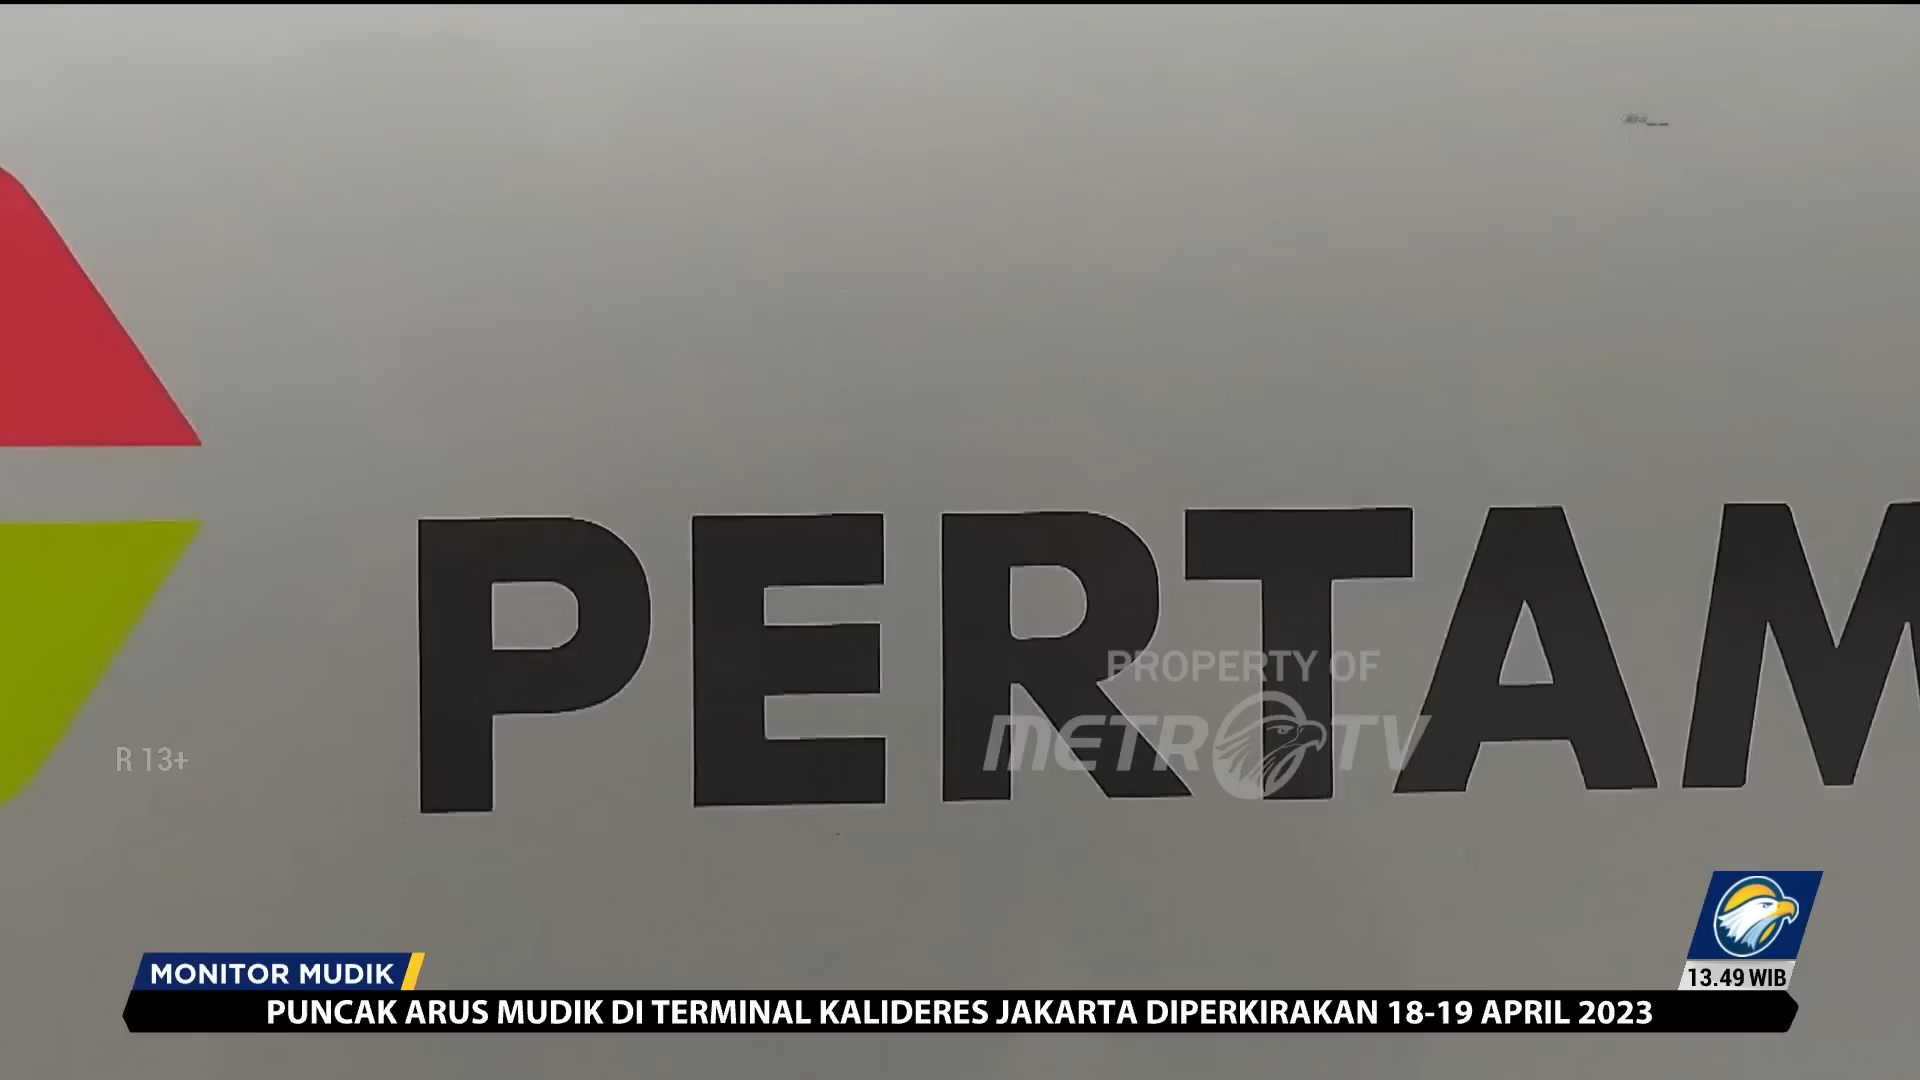 PERTAM
PROPERTY OF
METRO TV
R 13+
13.49 WIB
MONITOR MUDIK
PUNCAK ARUS MUDIK DI TERMINAL KALIDERES JAKARTA DIPERKIRAKAN 18-19 APRIL 2023